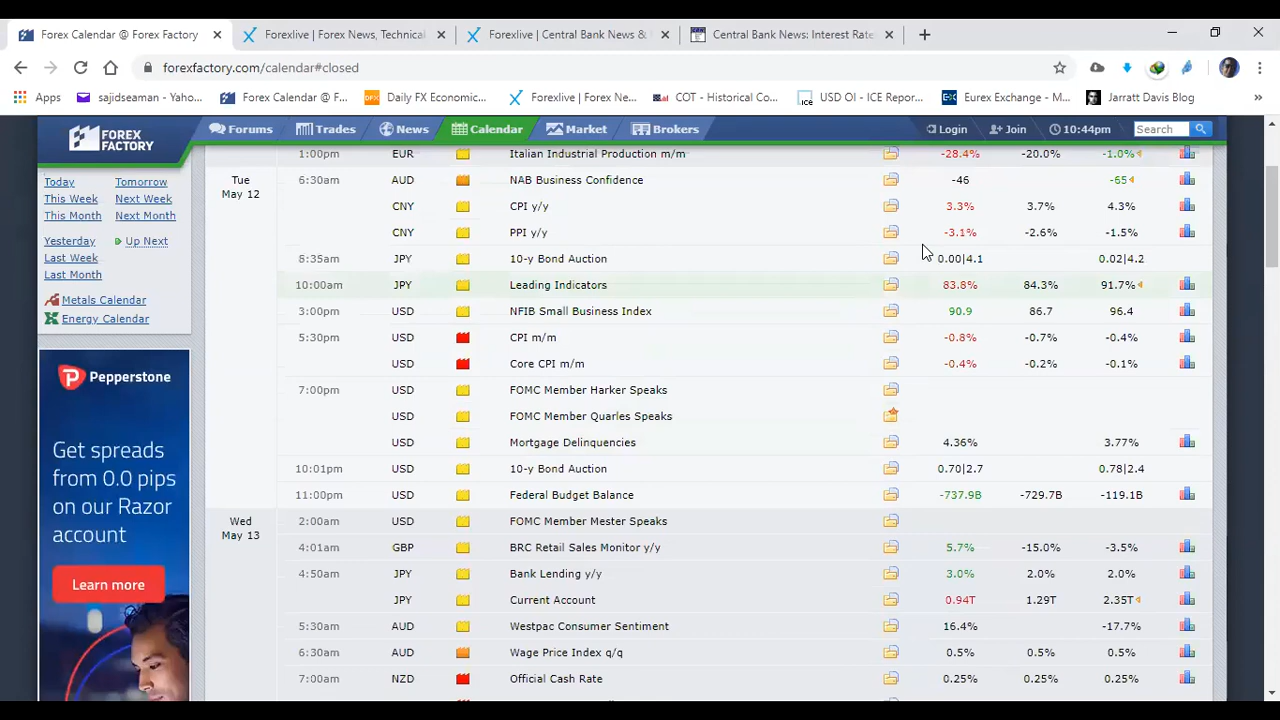 Forex Calendar @ Forex Factory
Forexlive | Forex News, Technical
Forexlive | Central Bank News &
Central Bank News: Interest Rate
forexfactory.com/calendar#closed
Apps
sajidseaman - Yahoo...
Forex Calendar @ F...
DFX
Daily FX Economic...
Forexlive | Forex Ne...
COT - Historical Co...
ICE
USD OI - ICE Repor...
EEX
Eurex Exchange - M...
Jarratt Davis Blog
»
FOREX
FACTORY
Forums
Trades
News
Calendar
Market
Brokers
Login
Join
10:44pm
Search
Today Tomorrow
This Week Next Week
This Month Next Month
Yesterday Up Next
Last Week
Last Month
Metals Calendar
Energy Calendar
Pepperstone
Get spreads
from 0.0 pips
on our Razor
account
Learn more
1:00pm EUR Italian Industrial Production m/m -28.4% -20.0% -1.0%
Tue
May 12
6:30am AUD NAB Business Confidence -46 -65
CNY CPI y/y 3.3% 3.7% 4.3%
CNY PPI y/y -3.1% -2.6% -1.5%
6:35am JPY 10-y Bond Auction 0.00|4.1 0.02|4.2
10:00am JPY Leading Indicators 83.8% 84.3% 91.7%
3:00pm USD NFIB Small Business Index 90.9 86.7 96.4
5:30pm USD CPI m/m -0.8% -0.7% -0.4%
USD Core CPI m/m -0.4% -0.2% -0.1%
7:00pm USD FOMC Member Harker Speaks
USD FOMC Member Quarles Speaks
USD Mortgage Delinquencies 4.36% 3.77%
10:01pm USD 10-y Bond Auction 0.70|2.7 0.78|2.4
11:00pm USD Federal Budget Balance -737.9B -729.7B -119.1B
Wed
May 13
2:00am USD FOMC Member Mester Speaks
4:01am GBP BRC Retail Sales Monitor y/y 5.7% -15.0% -3.5%
4:50am JPY Bank Lending y/y 3.0% 2.0% 2.0%
JPY Current Account 0.94T 1.29T 2.35T
5:30am AUD Westpac Consumer Sentiment 16.4% -17.7%
6:30am AUD Wage Price Index q/q 0.5% 0.5% 0.5%
7:00am NZD Official Cash Rate 0.25% 0.25% 0.25%